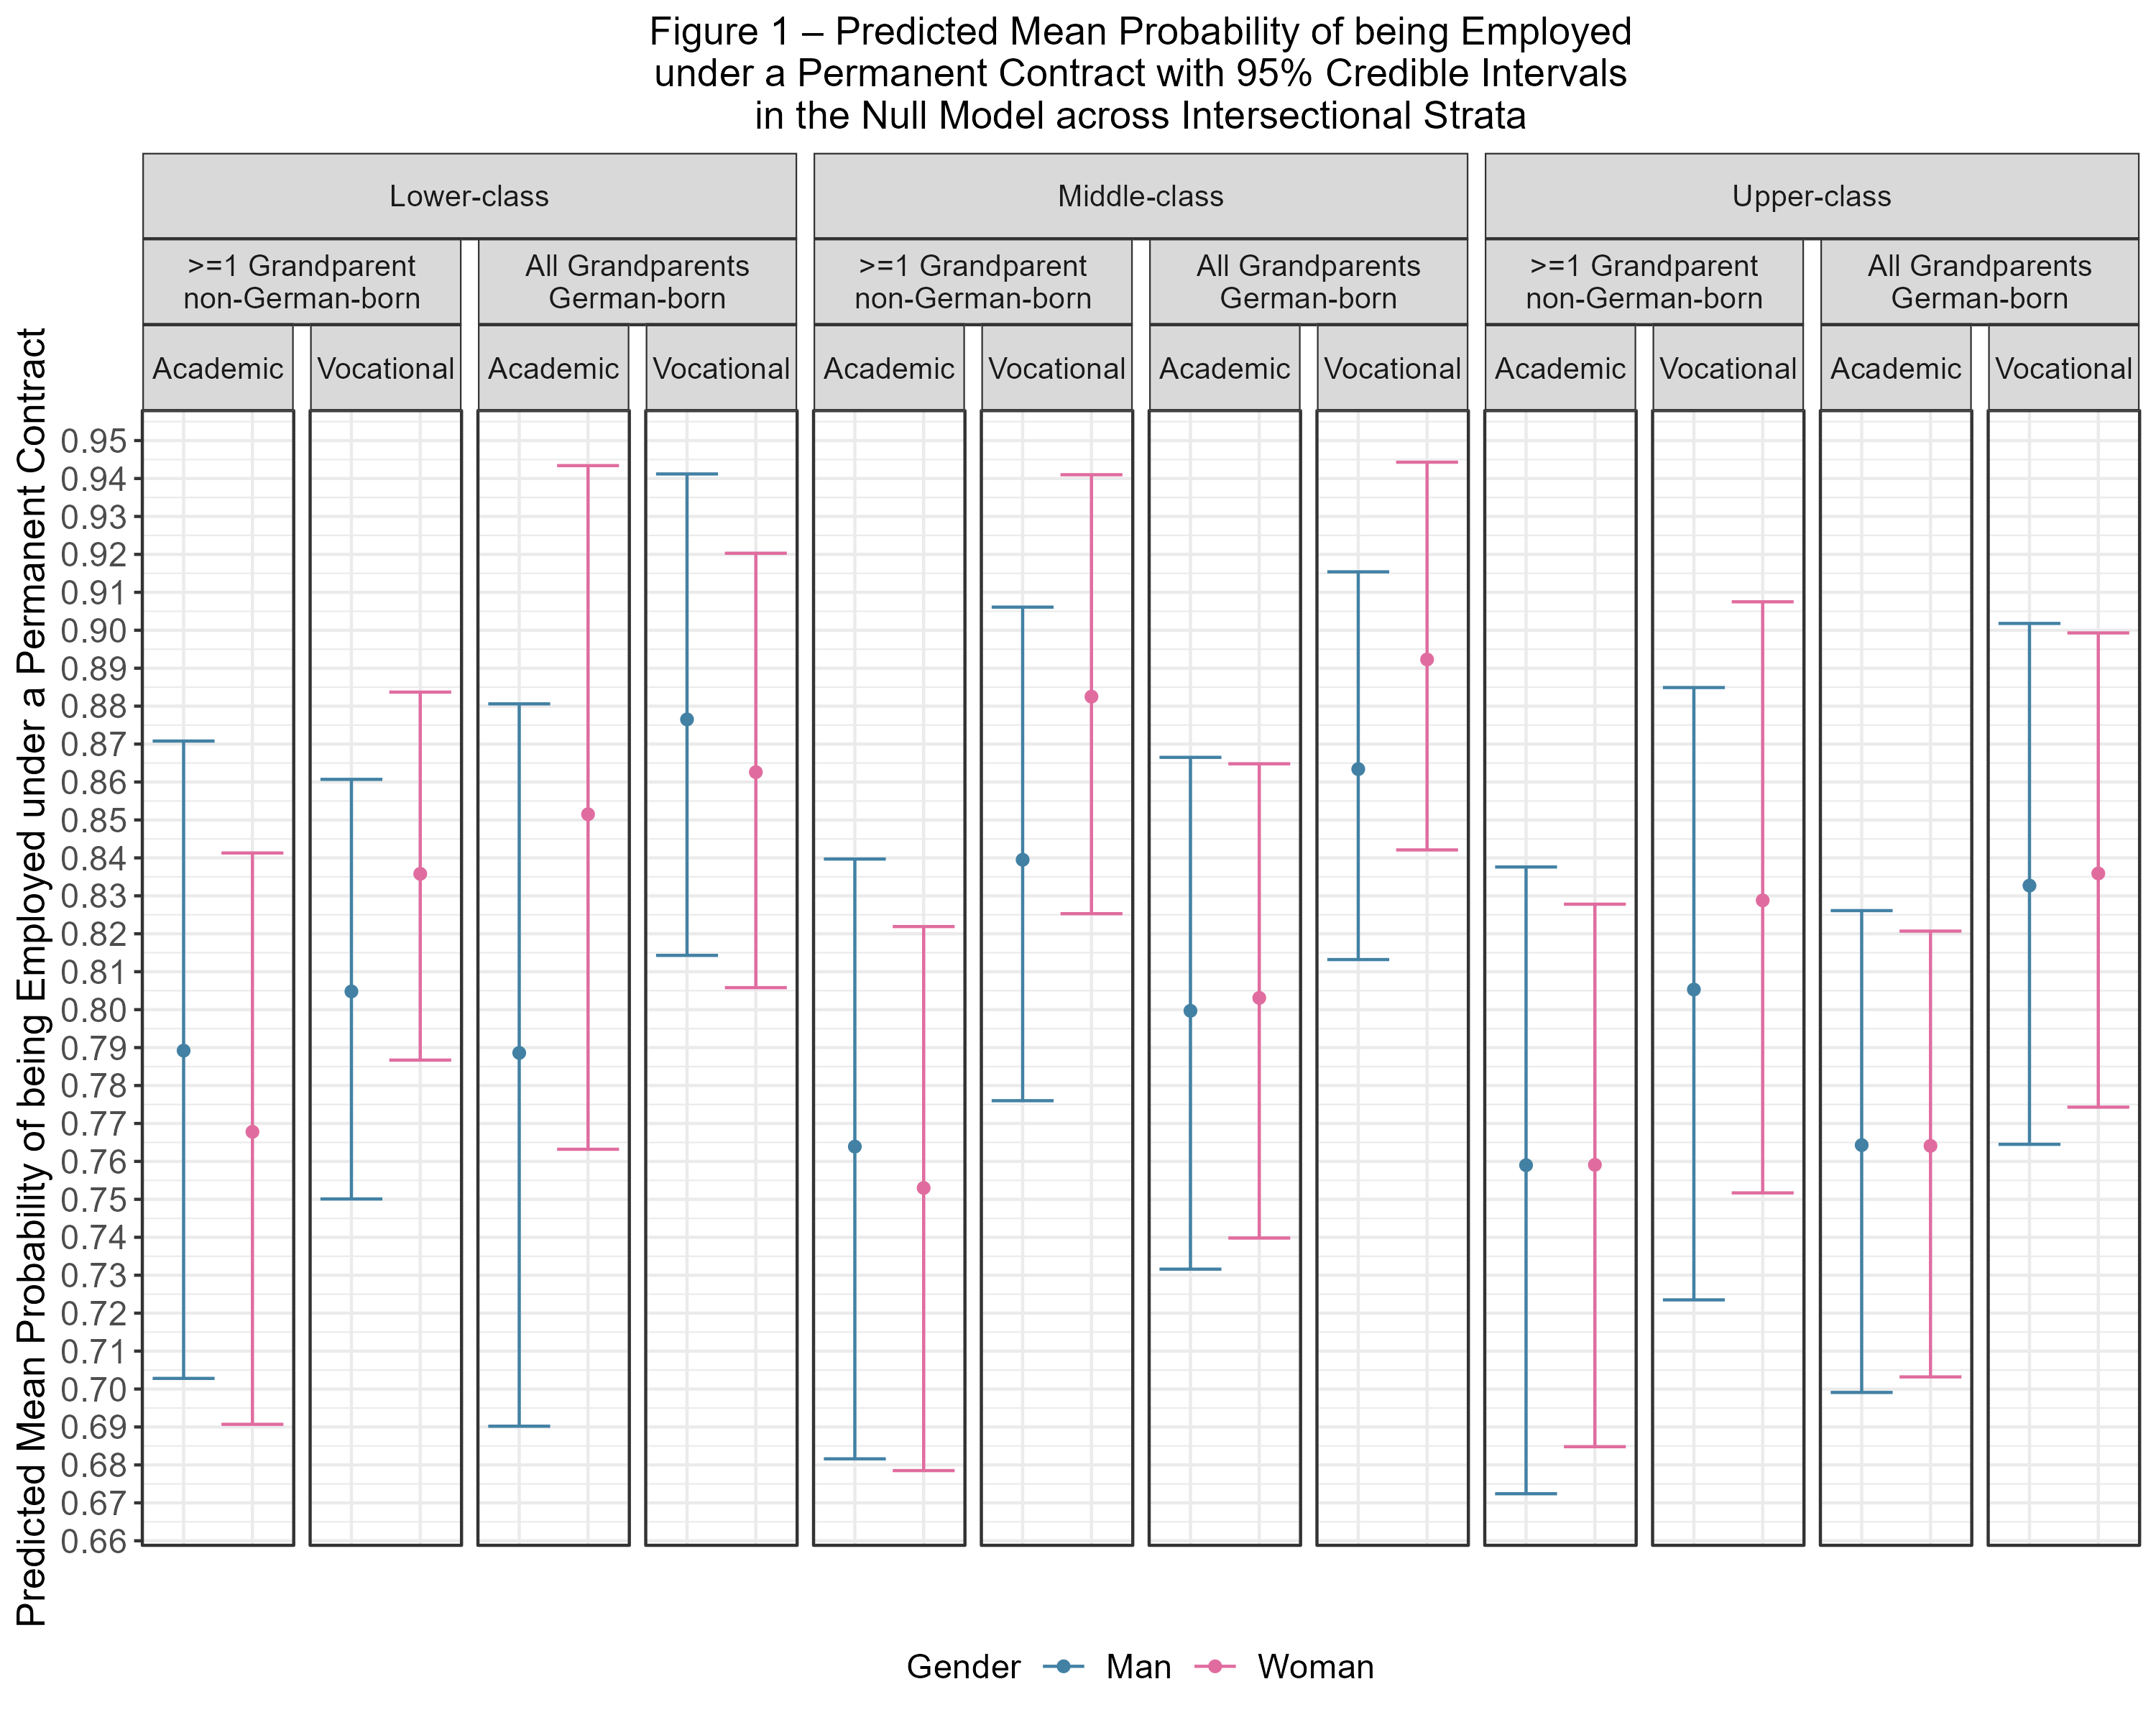 Figure 1 – Predicted Mean Probability of being Employed
under a Permanent Contract with 95% Credible Intervals
in the Null Model across Intersectional Strata
Lower-class
Middle-class
Upper-class
>=1 Grandparent
non-German-born
All Grandparents
German-born
>=1 Grandparent
non-German-born
All Grandparents
German-born
>=1 Grandparent
non-German-born
All Grandparents
German-born
Academic
Vocational
Academic
Vocational
Academic
Vocational
Academic
Vocational
Academic
Vocational
Academic
Vocational
Predicted Mean Probability of being Employed under a Permanent Contract
0.95
0.94
0.93
0.92
0.91
0.90
0.89
0.88
0.87
0.86
0.85
0.84
0.83
0.82
0.81
0.80
0.79
0.78
0.77
0.76
0.75
0.74
0.73
0.72
0.71
0.70
0.69
0.68
0.67
0.66
Gender Man Woman